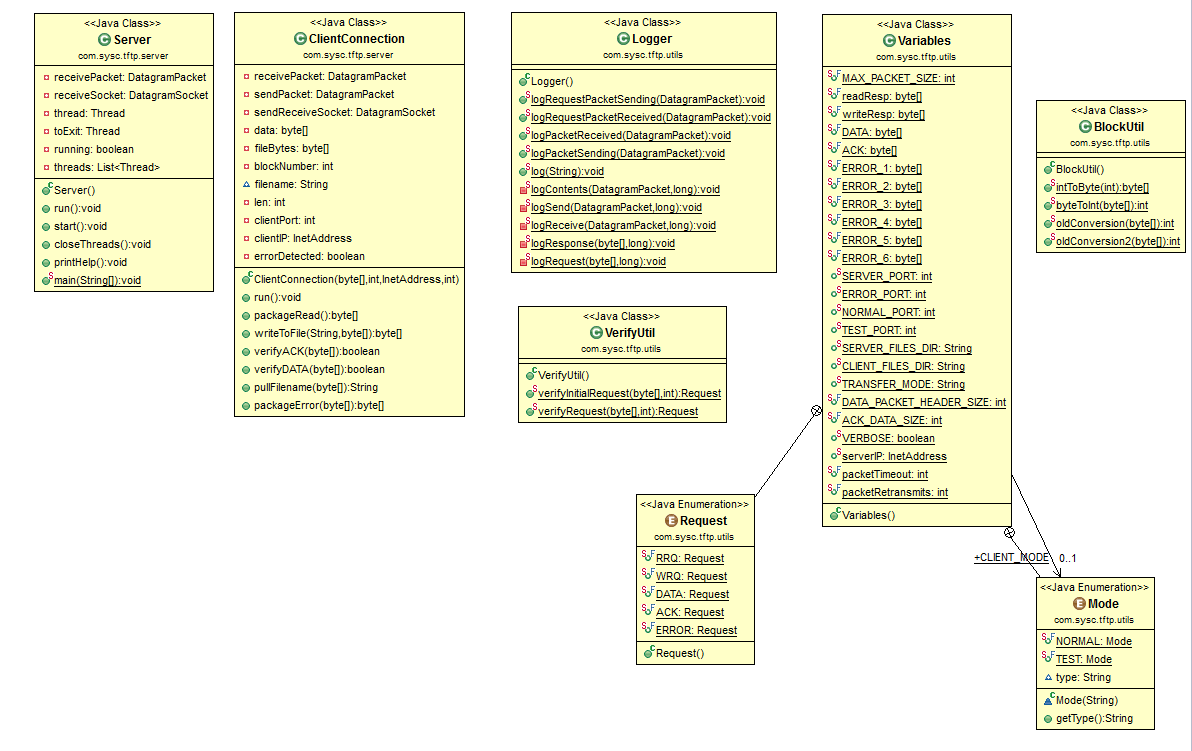 <<Java Class>>
Server
com.sysc.tftp.server
receivePacket: DatagramPacket
receiveSocket: DatagramSocket
thread: Thread
toExit: Thread
running: boolean
threads: List<Thread>
Server()
run():void
start():void
closeThreads():void
printHelp():void
main(String[]):void
<<Java Class>>
ClientConnection
com.sysc.tftp.server
receivePacket: DatagramPacket
sendPacket: DatagramPacket
sendReceiveSocket: DatagramSocket
data: byte[]
fileBytes: byte[]
blockNumber: int
filename: String
len: int
clientPort: int
clientIP: InetAddress
errorDetected: boolean
ClientConnection(byte[],int,InetAddress,int)
run():void
packageRead():byte[]
writeToFile(String,byte[]):byte[]
verifyACK(byte[]):boolean
verifyDATA(byte[]):boolean
pullFilename(byte[]):String
packageError(byte[]):byte[]
<<Java Class>>
Logger
com.sysc.tftp.utils
Logger()
logRequestPacketSending(DatagramPacket):void
logRequestPacketReceived(DatagramPacket):void
logPacketReceived(DatagramPacket):void
logPacketSending(DatagramPacket):void
log(String):void
logContents(DatagramPacket,long):void
logSend(DatagramPacket,long):void
logReceive(DatagramPacket,long):void
logResponse(byte[],long):void
logRequest(byte[],long):void
<<Java Class>>
VerifyUtil
com.sysc.tftp.utils
VerifyUtil()
verifyInitialRequest(byte[],int):Request
verifyRequest(byte[],int):Request
<<Java Class>>
Variables
com.sysc.tftp.utils
MAX_PACKET_SIZE: int
readResp: byte[]
writeResp: byte[]
DATA: byte[]
ACK: byte[]
ERROR_1: byte[]
ERROR_2: byte[]
ERROR_3: byte[]
ERROR_4: byte[]
ERROR_5: byte[]
ERROR_6: byte[]
SERVER_PORT: int
ERROR_PORT: int
NORMAL_PORT: int
TEST_PORT: int
SERVER_FILES_DIR: String
CLIENT_FILES_DIR: String
TRANSFER_MODE: String
DATA_PACKET_HEADER_SIZE: int
ACK_DATA_SIZE: int
VERBOSE: boolean
serverIP: InetAddress
packetTimeout: int
packetRetransmits: int
Variables()
<<Java Class>>
BlockUtil
com.sysc.tftp.utils
BlockUtil()
intToByte(int):byte[]
byteToInt(byte[]):int
oldConversion(byte[]):int
oldConversion2(byte[]):int
<<Java Enumeration>>
Request
com.sysc.tftp.utils
RRQ: Request
WRQ: Request
DATA: Request
ACK: Request
ERROR: Request
Request()
+CLIENT_MODE 0..1
<<Java Enumeration>>
Mode
com.sysc.tftp.utils
NORMAL: Mode
TEST: Mode
type: String
Mode(String)
getType():String